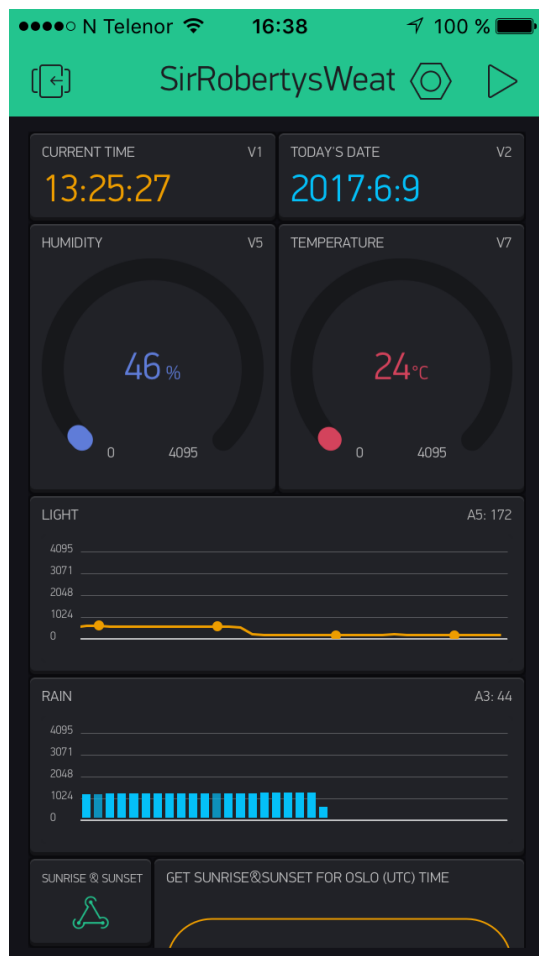 N Telenor 16:38 100 %
SirRobertysWeat
CURRENT TIME V1
13:25:27
TODAY'S DATE V2
2017:6:9
HUMIDITY V5
46 %
0 4095
TEMPERATURE V7
24°C
0 4095
LIGHT A5: 172
4095
3071
2048
1024
0
RAIN A3: 44
4095
3071
2048
1024
0
SUNRISE & SUNSET
GET SUNRISE&SUNSET FOR OSLO (UTC) TIME